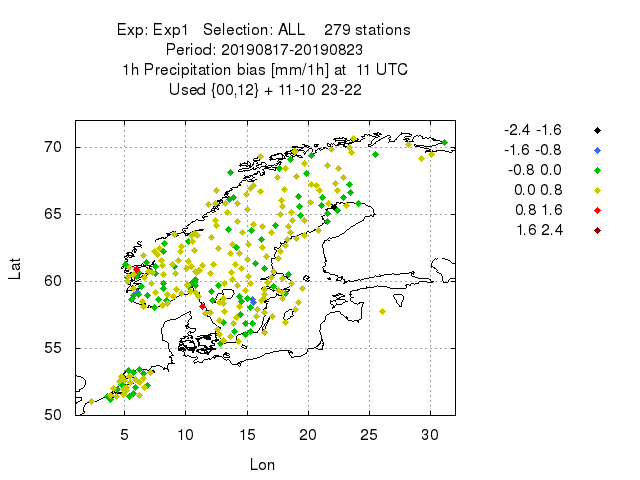 Exp: Exp1 Selection: ALL 279 stations
Period: 20190817-20190823
1h Precipitation bias [mm/1h] at 11 UTC
Used {00,12} + 11-10 23-22
-2.4 -1.6
-1.6 -0.8
-0.8 0.0
0.0 0.8
0.8 1.6
1.6 2.4
70
65
60
55
50
Lat
5 10 15 20 25 30
Lon